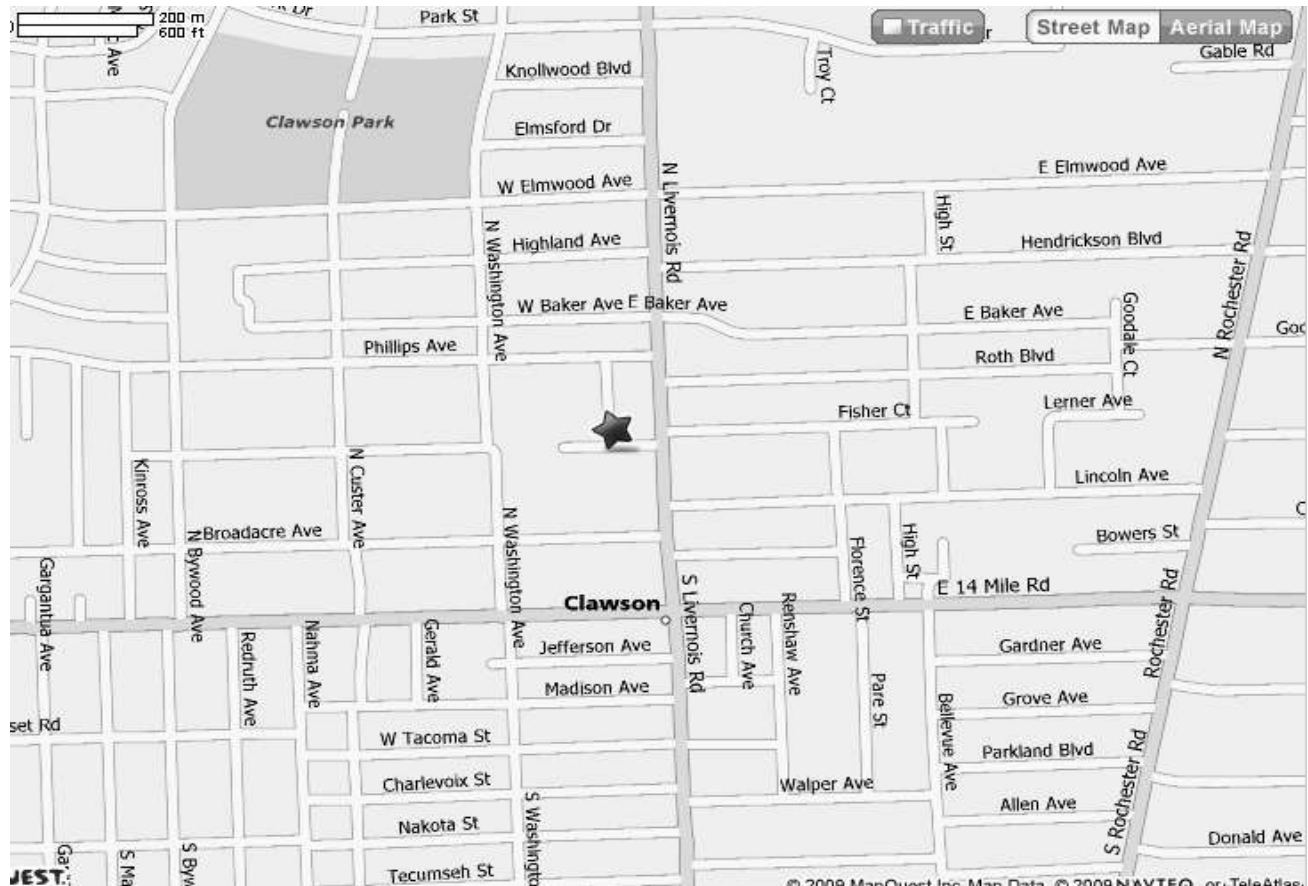 200 m
600 ft
Park St
Traffic
Street Map
Aerial Map
Gable Rd
Troy Ct
Knollwood Blvd
Clawson Park
Elmsford Dr
E Elmwood Ave
W Elmwood Ave
N Livernois Rd
High St
Hendrickson Blvd
Highland Ave
N Washington Ave
N Rochester Rd
W Baker Ave
E Baker Ave
E Baker Ave
Goodale Ct
Phillips Ave
Roth Blvd
Lerner Ave
Fisher Ct
Kinross Ave
N Custer Ave
Lincoln Ave
N Washington Ave
Broadacre Ave
N Bywood Ave
High St
Bowers St
Florence St
Gargantua Ave
Clawson
S Livernois Rd
E 14 Mile Rd
Rochester Rd
Church Ave
Renshaw Ave
Redruth Ave
Nahma Ave
Gerald Ave
Jefferson Ave
Gardner Ave
Madison Ave
Pare St
Bellevue Ave
Grove Ave
set Rd
W Tacoma St
Parkland Blvd
Charlevoix St
Walper Ave
S Washington
Allen Ave
S Rochester Rd
Nakota St
Donald Ave
Tecumseh St
© 2009 MapQuest Inc. Map Data © 2009 NAVTEQ or TeleAtlas